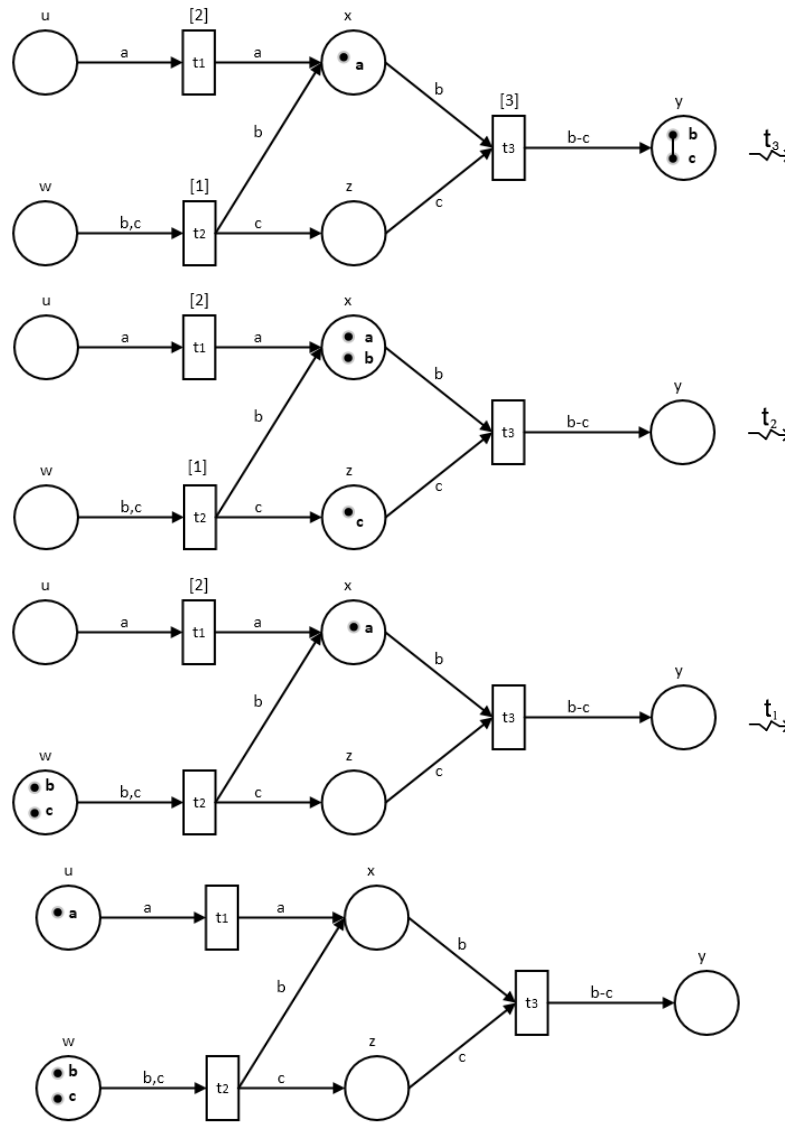 u [2] x
a t1 a a b [3] y
b t3 b-c b c t3
w [1] z
b,c t2 c c
u [2] x
a t1 a a b b y
b t3 b-c t2
w [1] z
b,c t2 c c c
u [2] x
a t1 a a b y
b t3 b-c t1
w z
b c b,c t2 c c
u x
a a t1 a b y
b t3 b-c
w z
b c b,c t2 c c